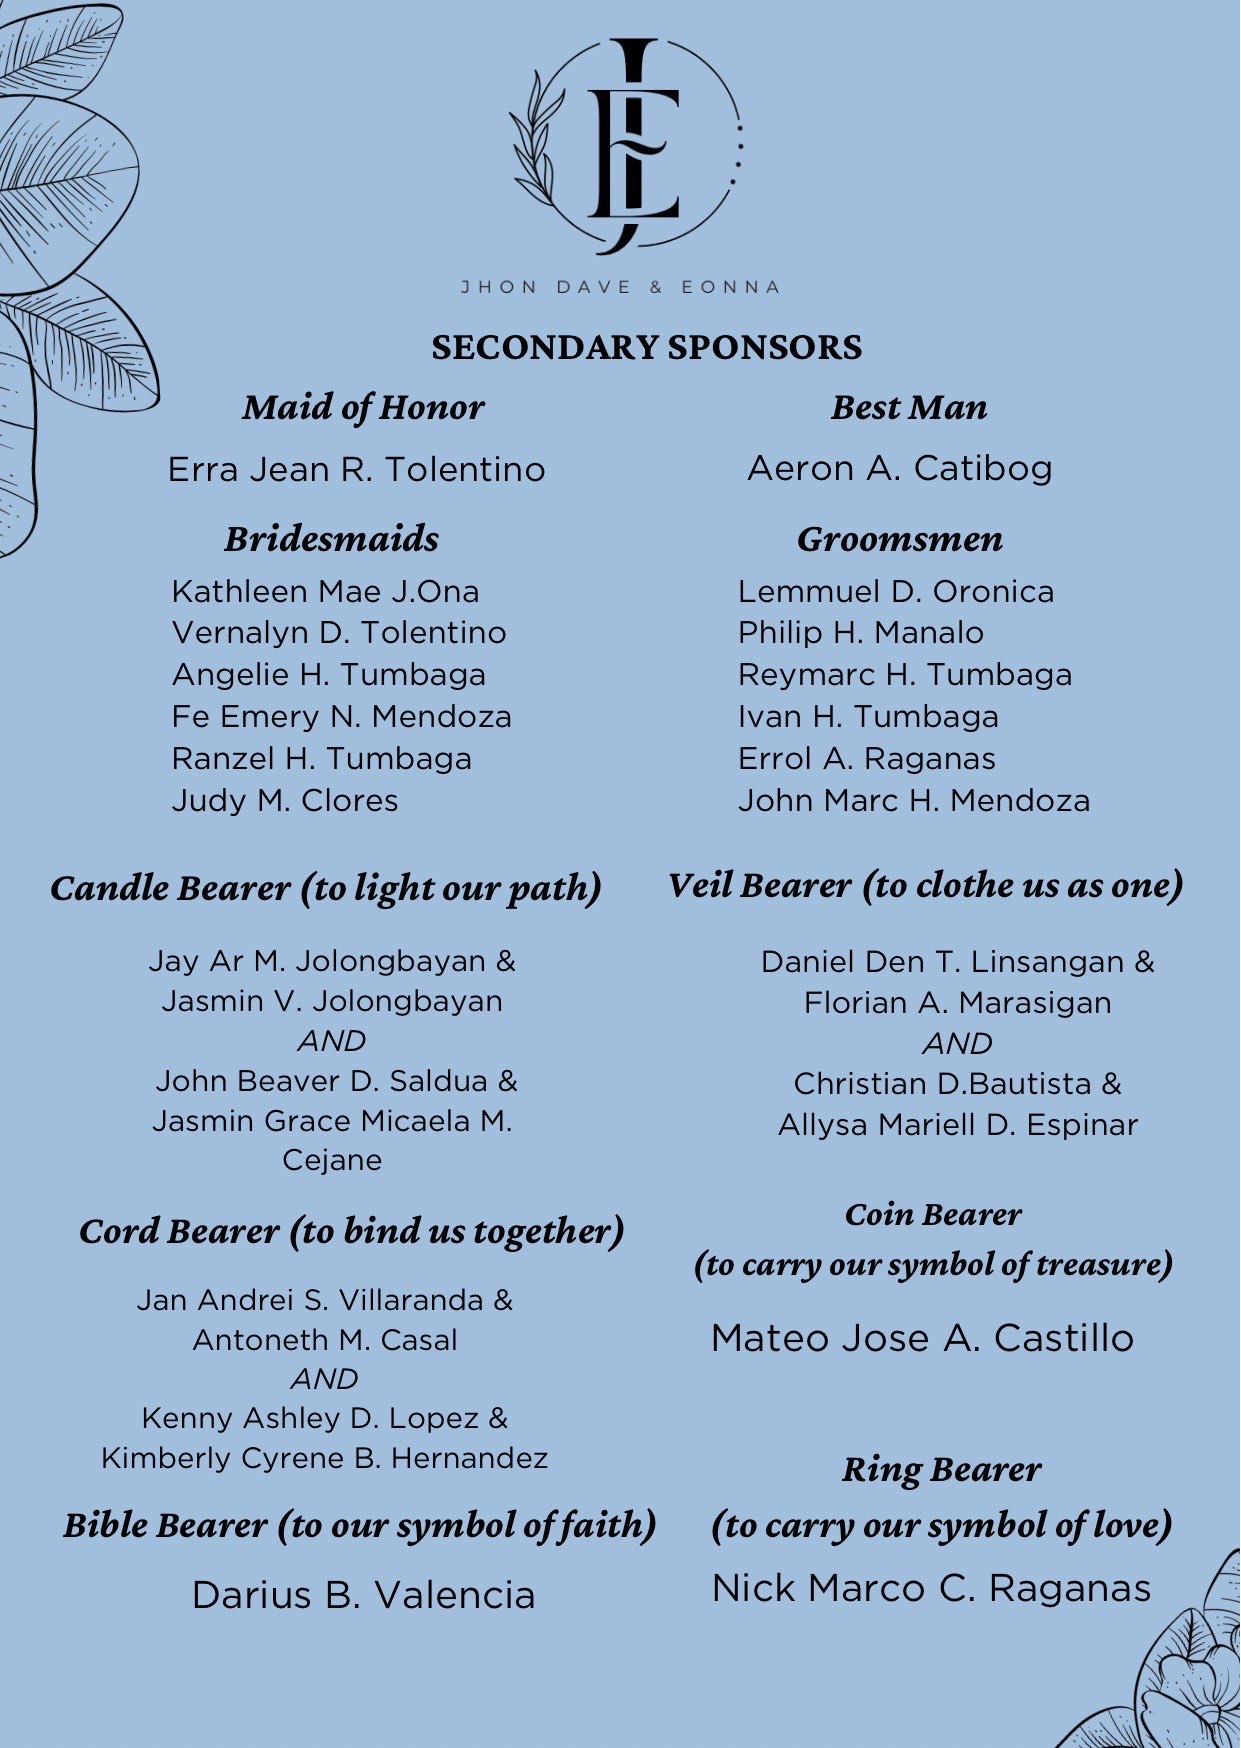 JE
JHON DAVE & EONNA
SECONDARY SPONSORS
Maid of Honor
Erra Jean R. Tolentino
Best Man
Aeron A. Catibog
Bridesmaids
Kathleen Mae J.Ona
Vernalyn D. Tolentino
Angelie H. Tumbaga
Fe Emery N. Mendoza
Ranzel H. Tumbaga
Judy M. Clores
Groomsmen
Lemmuel D. Oronica
Philip H. Manalo
Reymarc H. Tumbaga
Ivan H. Tumbaga
Errol A. Raganas
John Marc H. Mendoza
Candle Bearer (to light our path)
Jay Ar M. Jolongbayan &
Jasmin V. Jolongbayan
AND
John Beaver D. Saldua &
Jasmin Grace Micaela M.
Cejane
Veil Bearer (to clothe us as one)
Daniel Den T. Linsangan &
Florian A. Marasigan
AND
Christian D.Bautista &
Allysa Mariell D. Espinar
Cord Bearer (to bind us together)
Jan Andrei S. Villaranda &
Antoneth M. Casal
AND
Kenny Ashley D. Lopez &
Kimberly Cyrene B. Hernandez
Coin Bearer
(to carry our symbol of treasure)
Mateo Jose A. Castillo
Bible Bearer (to our symbol of faith)
Darius B. Valencia
Ring Bearer
(to carry our symbol of love)
Nick Marco C. Raganas